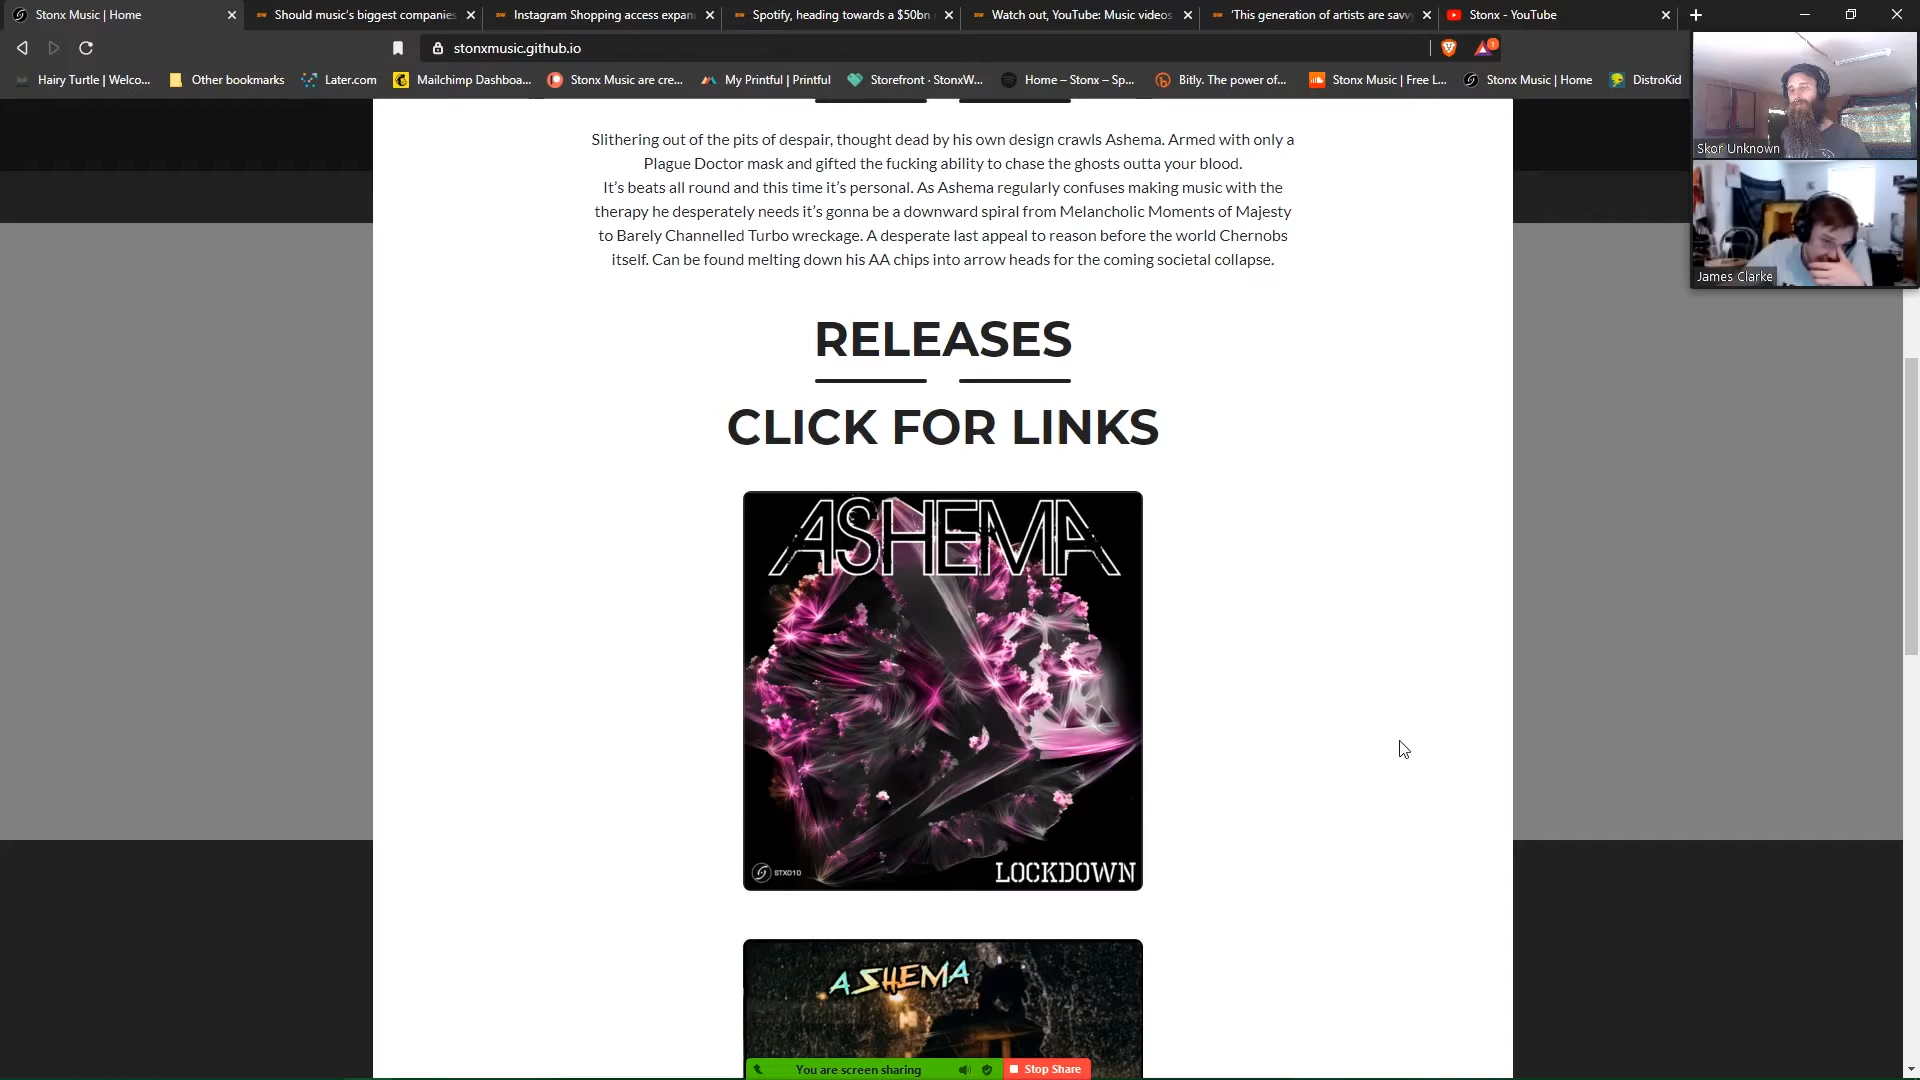 Stonx Music | Home
Should music's biggest companies
Instagram Shopping access expan
Spotify, heading towards a $50bn
Watch out, YouTube: Music videos
'This generation of artists are savv
Stonx - YouTube
stonxmusic.github.io
1
Hairy Turtle | Welco...
Other bookmarks
Later.com
Mailchimp Dashboa...
Stonx Music are cre...
My Printful | Printful
Storefront · StonxW...
Home – Stonx – Sp...
Bitly. The power of...
Stonx Music | Free L...
Stonx Music | Home
DistroKid
Skor Unknown
James Clarke
Slithering out of the pits of despair, thought dead by his own design crawls Ashema. Armed with only a
Plague Doctor mask and gifted the fucking ability to chase the ghosts outta your blood.
It's beats all round and this time it's personal. As Ashema regularly confuses making music with the
therapy he desperately needs it's gonna be a downward spiral from Melancholic Moments of Majesty
to Barely Channelled Turbo wreckage. A desperate last appeal to reason before the world Chernobs
itself. Can be found melting down his AA chips into arrow heads for the coming societal collapse.
RELEASES
CLICK FOR LINKS
ASHEMA
STX010
LOCKDOWN
ASHEMA
You are screen sharing
Stop Share